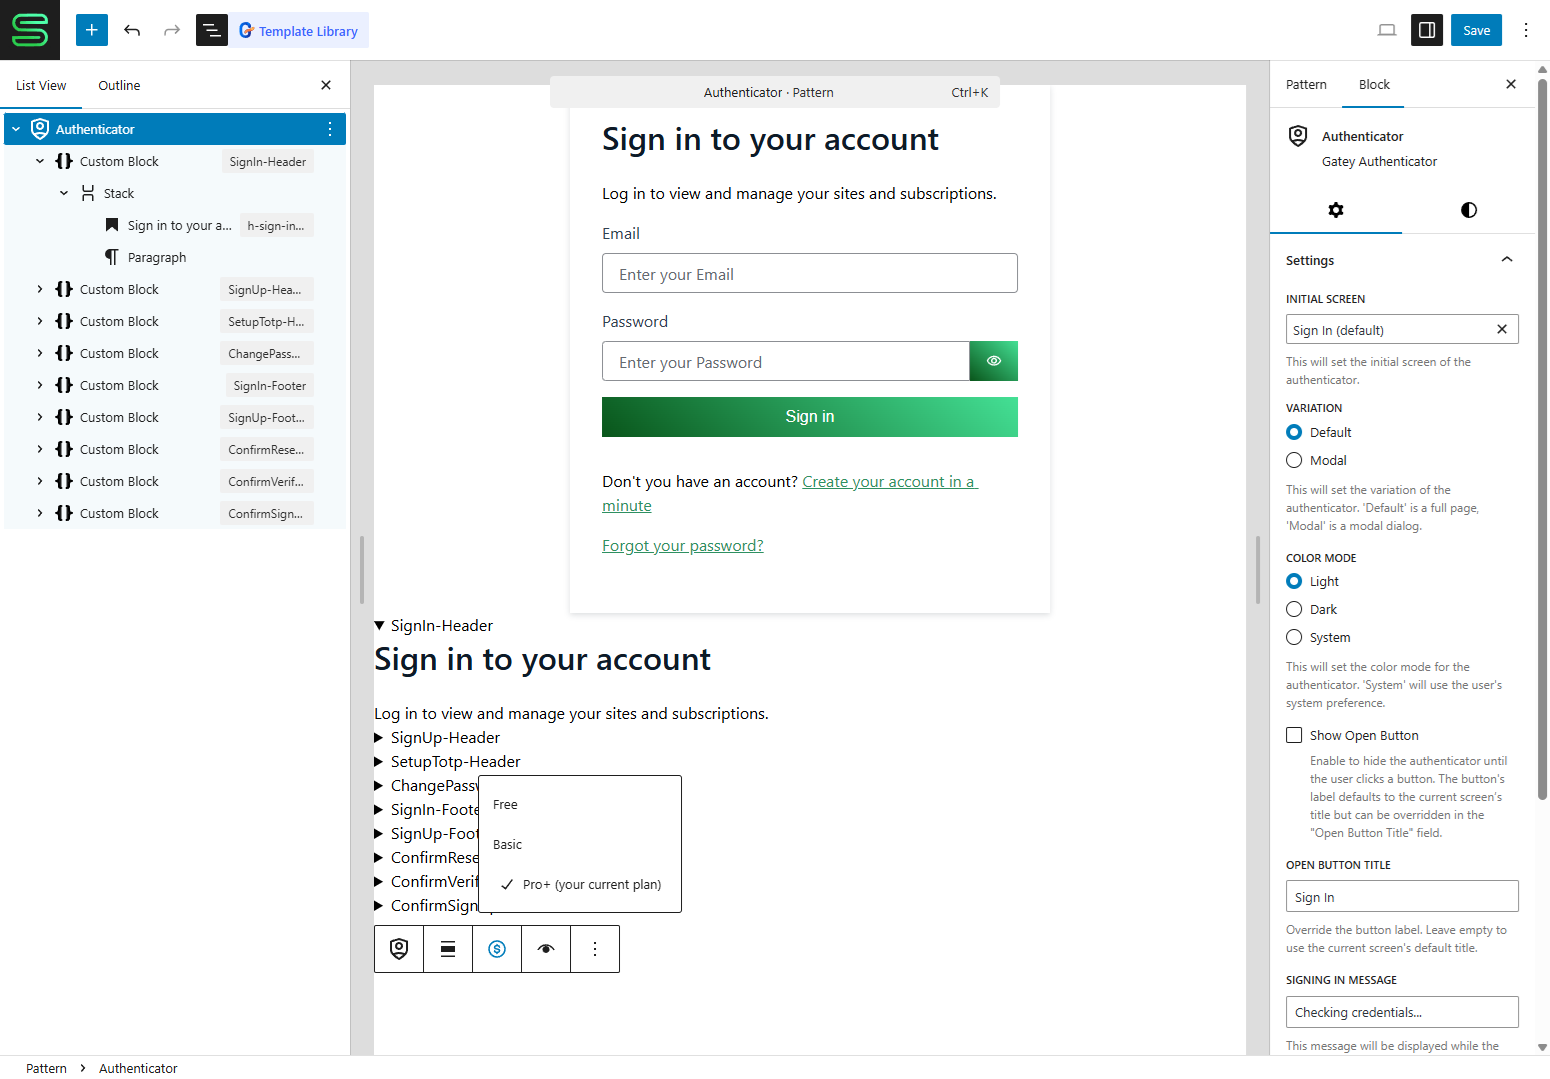 Template Library
Save
List View
Outline
Authenticator · Pattern
Ctrl+K
Authenticator
Custom Block
SignIn-Header
Stack
Sign in to your a...
h-sign-in...
Paragraph
Custom Block
SignUp-Hea...
Custom Block
SetupTotp-H...
Custom Block
ChangePass...
Custom Block
SignIn-Footer
Custom Block
SignUp-Foot...
Custom Block
ConfirmRese...
Custom Block
ConfirmVerif...
Custom Block
ConfirmSign...
Sign in to your account
Log in to view and manage your sites and subscriptions.
Email
Enter your Email
Password
Enter your Password
Sign in
Don't you have an account? Create your account in a
minute
Forgot your password?
SignIn-Header
Sign in to your account
Log in to view and manage your sites and subscriptions.
SignUp-Header
SetupTotp-Header
ChangePassw
SignIn-Foote
SignUp-Foot
ConfirmRese
ConfirmVerif
ConfirmSign
Free
Basic
Pro+ (your current plan)
Pattern
Block
Authenticator
Gatey Authenticator
Settings
INITIAL SCREEN
Sign In (default)
This will set the initial screen of the
authenticator.
VARIATION
Default
Modal
This will set the variation of the
authenticator. 'Default' is a full page,
'Modal' is a modal dialog.
COLOR MODE
Light
Dark
System
This will set the color mode for the
authenticator. 'System' will use the user's
system preference.
Show Open Button
Enable to hide the authenticator until
the user clicks a button. The button's
label defaults to the current screen's
title but can be overridden in the
"Open Button Title" field.
OPEN BUTTON TITLE
Sign In
Override the button label. Leave empty to
use the current screen's default title.
SIGNING IN MESSAGE
Checking credentials...
This message will be displayed while the
Pattern
Authenticator